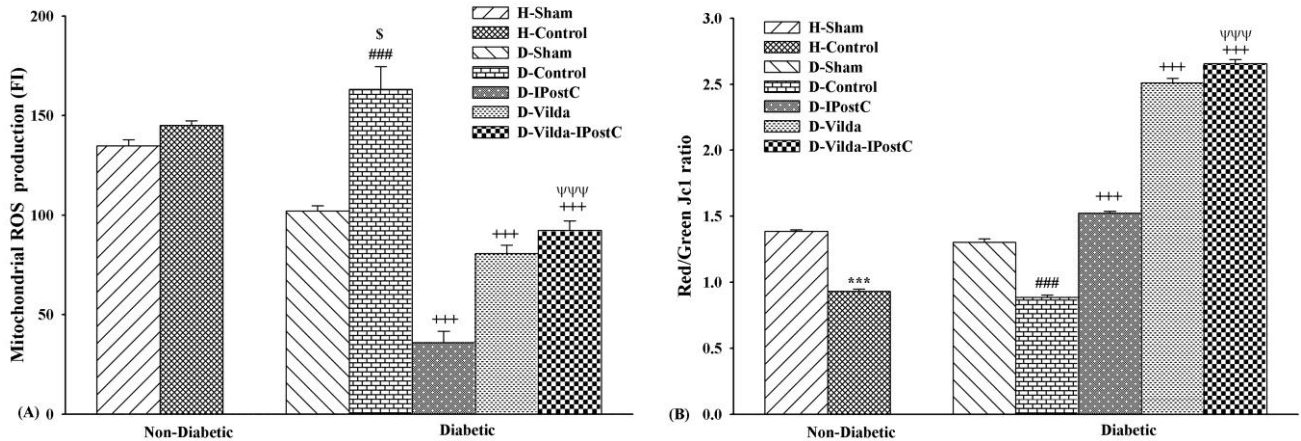 Mitochondrial ROS production (FI)
200
150
100
50
0
H-Sham
H-Control
D-Sham
D-Control
D-IPostC
D-Vilda
D-Vilda-IPostC
$
###
+++
+++
ψψψ
+++
(A)
Non-Diabetic
Diabetic
Red/Green Jc1 ratio
3.0
2.5
2.0
1.5
1.0
0.5
0.0
H-Sham
H-Control
D-Sham
D-Control
D-IPostC
D-Vilda
D-Vilda-IPostC
***
###
+++
+++
ψψψ
+++
(B)
Non-Diabetic
Diabetic